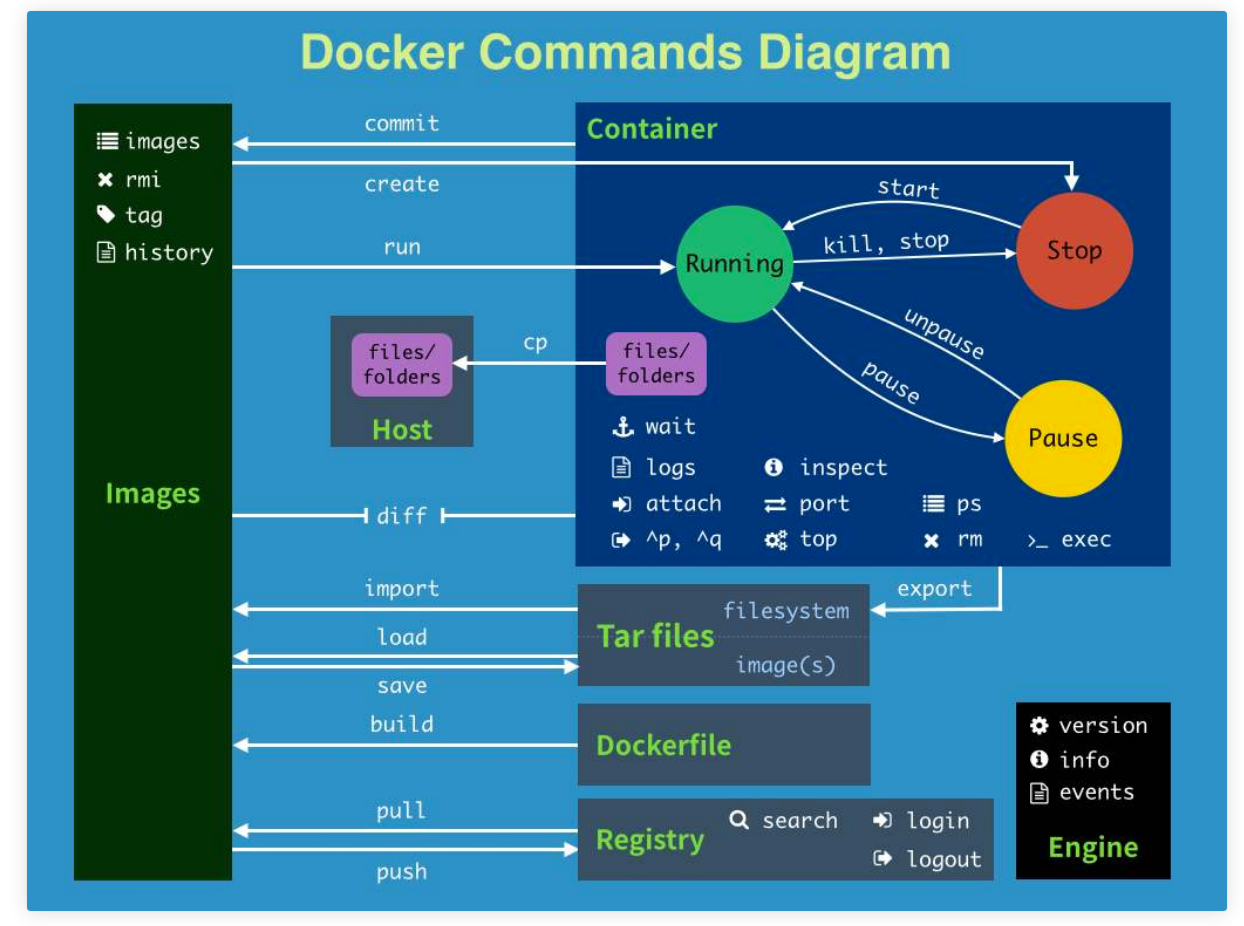 Docker Commands Diagram
images
rmi
tag
history
Images
commit
create
run
Container
start
kill, stop
Running
Stop
unpause
pause
Pause
files/
folders
Host
cp
files/
folders
wait
logs
inspect
attach
port
ps
^p, ^q
top
rm
>_ exec
diff
import
load
save
Tar files
filesystem
image(s)
export
build
Dockerfile
pull
push
Registry
search
login
logout
version
info
events
Engine